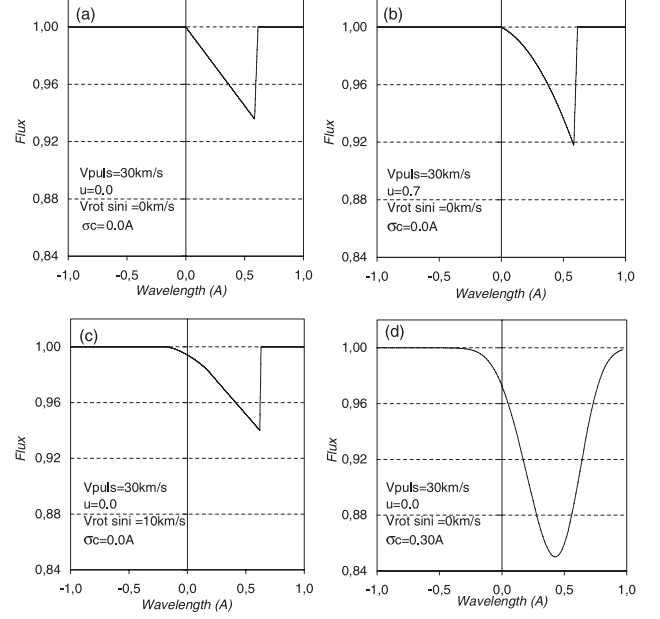 (a)
1,00
0,96
0,92
0,88
0,84
Flux
Vpuls=30km/s
u=0.0
Vrot sini =0km/s
σc=0.0A
-1,0 -0,5 0,0 0,5 1,0
Wavelength (A)
(b)
1,00
0,96
0,92
0,88
0,84
Flux
Vpuls=30km/s
u=0.7
Vrot sini =0km/s
σc=0.0A
-1,0 -0,5 0,0 0,5 1,0
Wavelength (A)
(c)
1,00
0,96
0,92
0,88
0,84
Flux
Vpuls=30km/s
u=0.0
Vrot sini =10km/s
σc=0.0A
-1,0 -0,5 0,0 0,5 1,0
Wavelength (A)
(d)
1,00
0,96
0,92
0,88
0,84
Flux
Vpuls=30km/s
u=0.0
Vrot sini =0km/s
σc=0.30A
-1,0 -0,5 0,0 0,5 1,0
Wavelength (A)